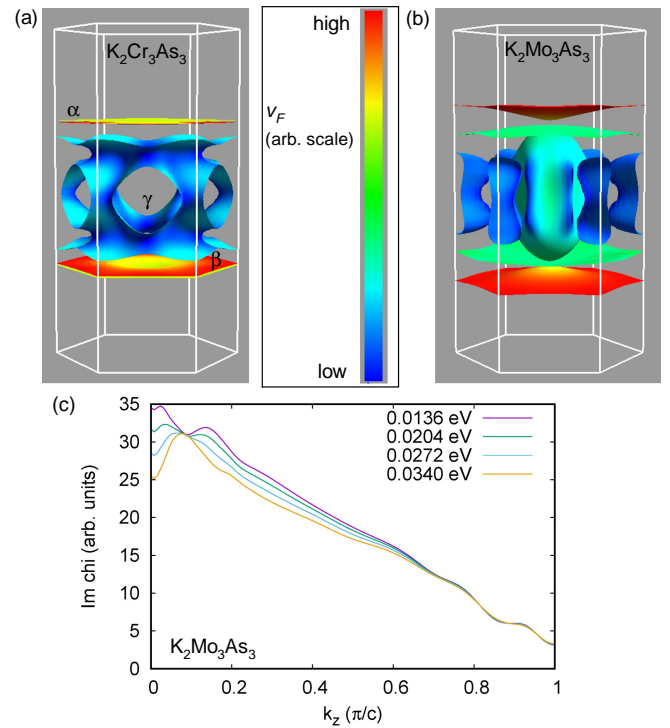 (a)
K₂Cr₃As₃
α
γ
β
high
v_F
(arb. scale)
low
(b)
K₂Mo₃As₃
(c)
Im chi (arb. units)
35
30
25
20
15
10
5
0
0.0136 eV
0.0204 eV
0.0272 eV
0.0340 eV
K₂Mo₃As₃
0
0.2
0.4
0.6
0.8
1
k_z (π/c)